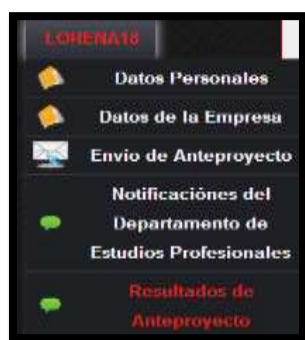 LORENA18
Datos Personales
Datos de la Empresa
Envio de Anteproyecto
Notificaciónes del
Departamento de
Estudios Profesionales
Resultados de
Anteproyecto